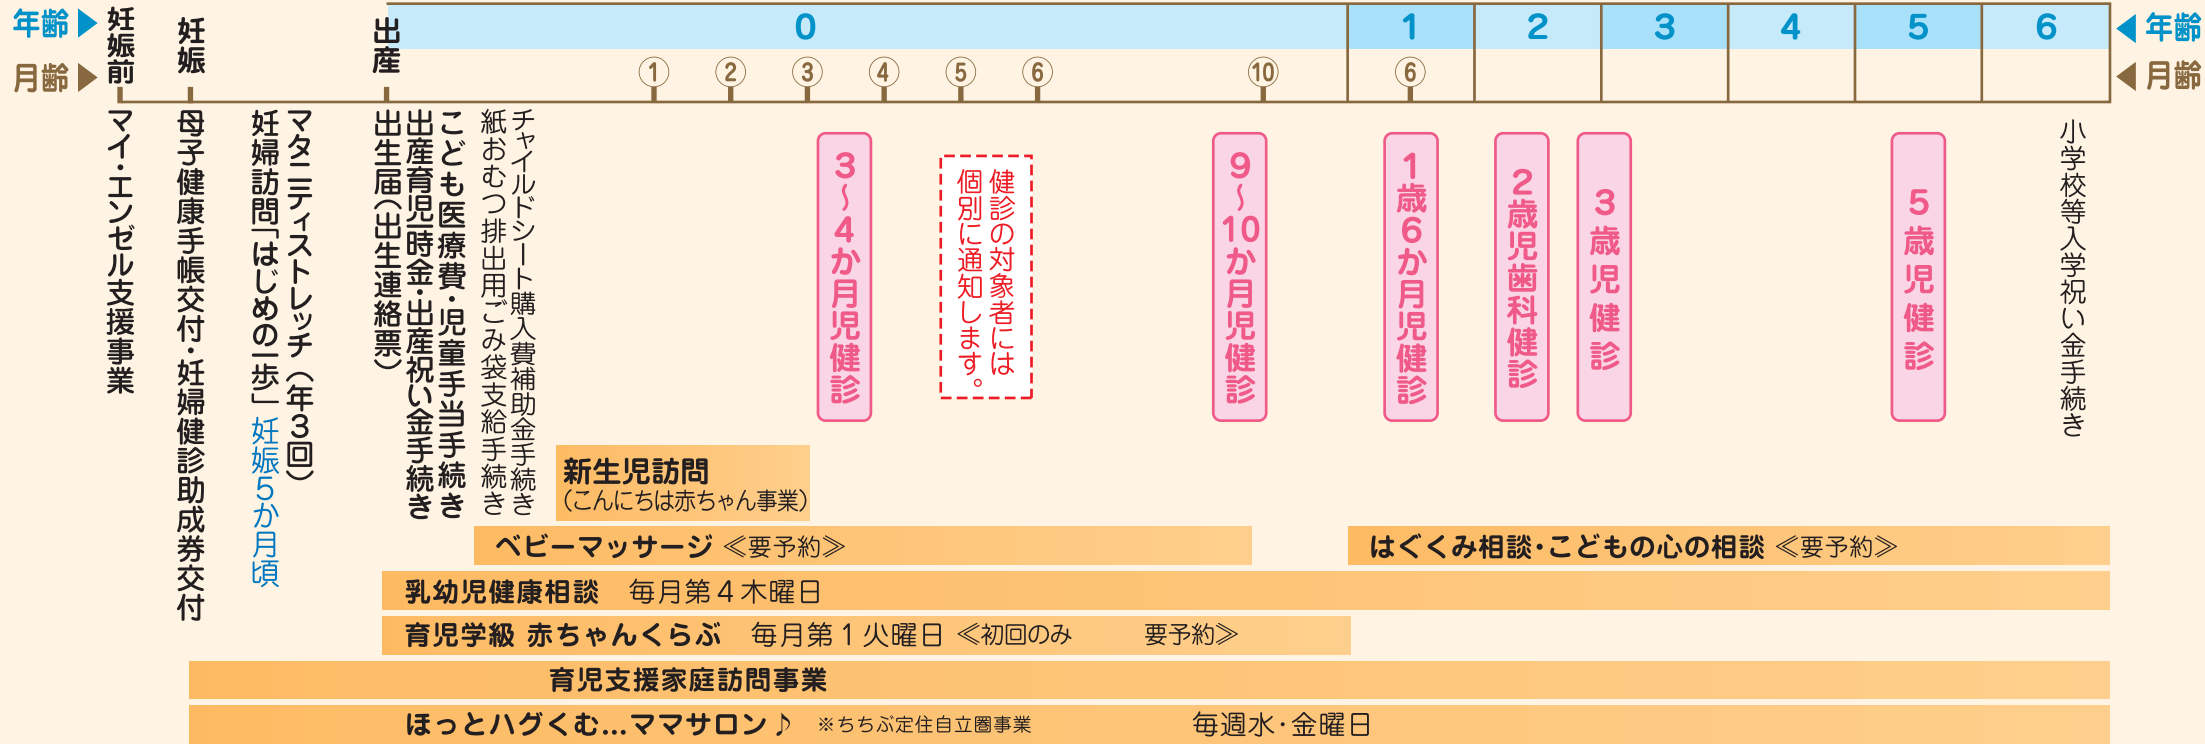 年齢
月齢
妊娠前
妊娠
出産
0
1
2
3
4
5
6
年齢
月齢
①
②
③
④
⑤
⑥
⑩
⑥
マイ・エンゼル支援事業
母子健康手帳交付・妊婦健診助成券交付
マタニティストレッチ（年３回）
妊婦訪問「はじめの一歩」妊娠５か月頃
こども医療費・児童手当手続き
出産育児一時金・出産祝い金手続き
出生届（出生連絡票）
チャイルドシート購入費補助金手続き
紙おむつ排出用ごみ袋支給手続き
3～4か月児健診
健診の対象者には
個別に通知します。
9～10か月児健診
1歳6か月児健診
2歳児歯科健診
3歳児健診
5歳児健診
小学校等入学祝い金手続き
新生児訪問
（こんにちは赤ちゃん事業）
ベビーマッサージ ≪要予約≫
はぐくみ相談・こどもの心の相談 ≪要予約≫
乳幼児健康相談　毎月第４木曜日
育児学級 赤ちゃんくらぶ　毎月第１火曜日 ≪初回のみ　要予約≫
育児支援家庭訪問事業
ほっとハグくむ…ママサロン♪ ※ちちぶ定住自立圏事業　毎週水・金曜日